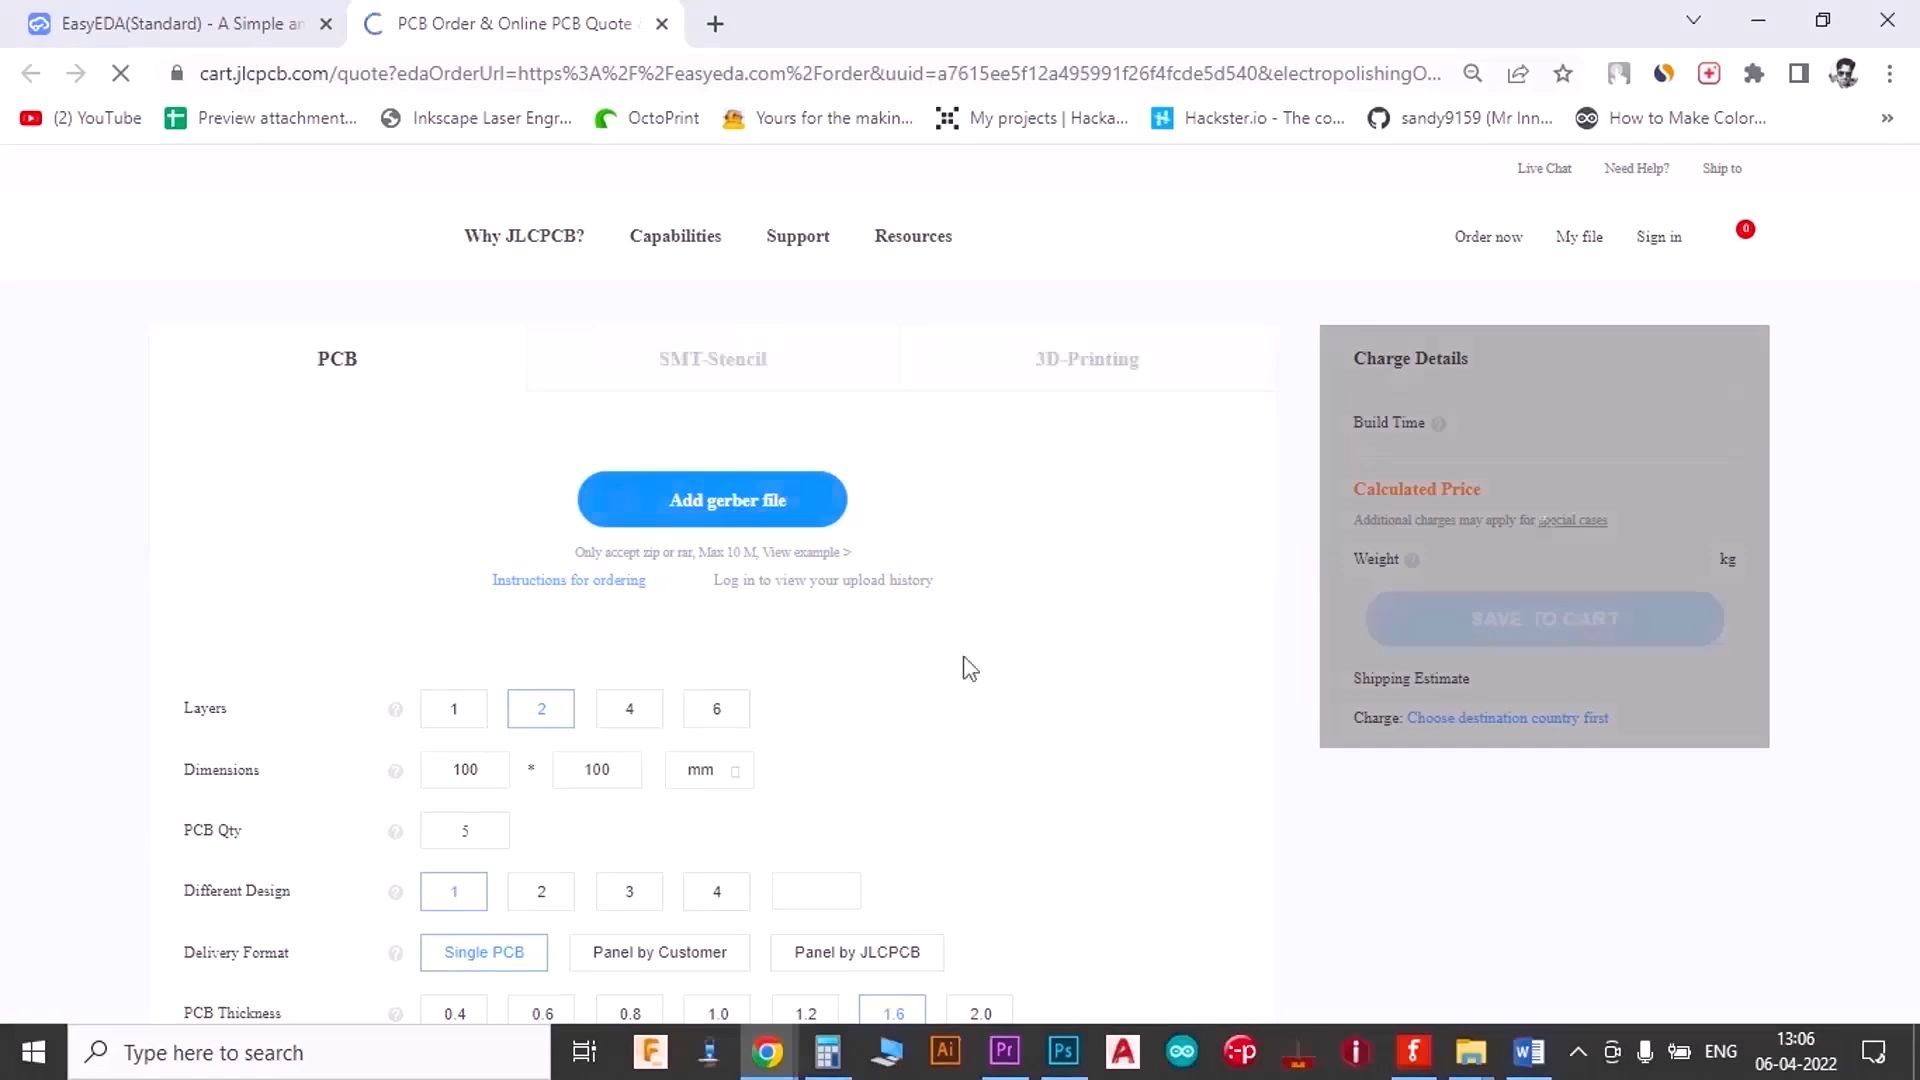 EasyEDA(Standard) - A Simple an
PCB Order & Online PCB Quote
cart.jlcpcb.com/quote?edaOrderUrl=https%3A%2F%2Feasyeda.com%2Forder&uuid=a7615ee5f12a495991f26f4fcde5d540&electropolishingO...
(2) YouTube
Preview attachment...
Inkscape Laser Engr...
OctoPrint
Yours for the makin...
My projects | Hacka...
Hackster.io - The co...
sandy9159 (Mr Inn...
How to Make Color...
»
Live Chat
Need Help?
Ship to
Why JLCPCB?
Capabilities
Support
Resources
Order now
My file
Sign in
0
PCB
SMT-Stencil
3D-Printing
Add gerber file
Only accept zip or rar, Max 10 M, View example >
Instructions for ordering
Log in to view your upload history
Layers ? 1 2 4 6
Dimensions ? 100 * 100 mm
PCB Qty ? 5
Different Design ? 1 2 3 4
Delivery Format ? Single PCB Panel by Customer Panel by JLCPCB
PCB Thickness ? 0.4 0.6 0.8 1.0 1.2 1.6 2.0
Charge Details
Build Time ?
Calculated Price
Additional charges may apply for special cases
Weight ? kg
SAVE TO CART
Shipping Estimate
Charge: Choose destination country first
Type here to search
F
Ai
Pr
Ps
A
:-p
i
f
W
ENG
13:06
06-04-2022